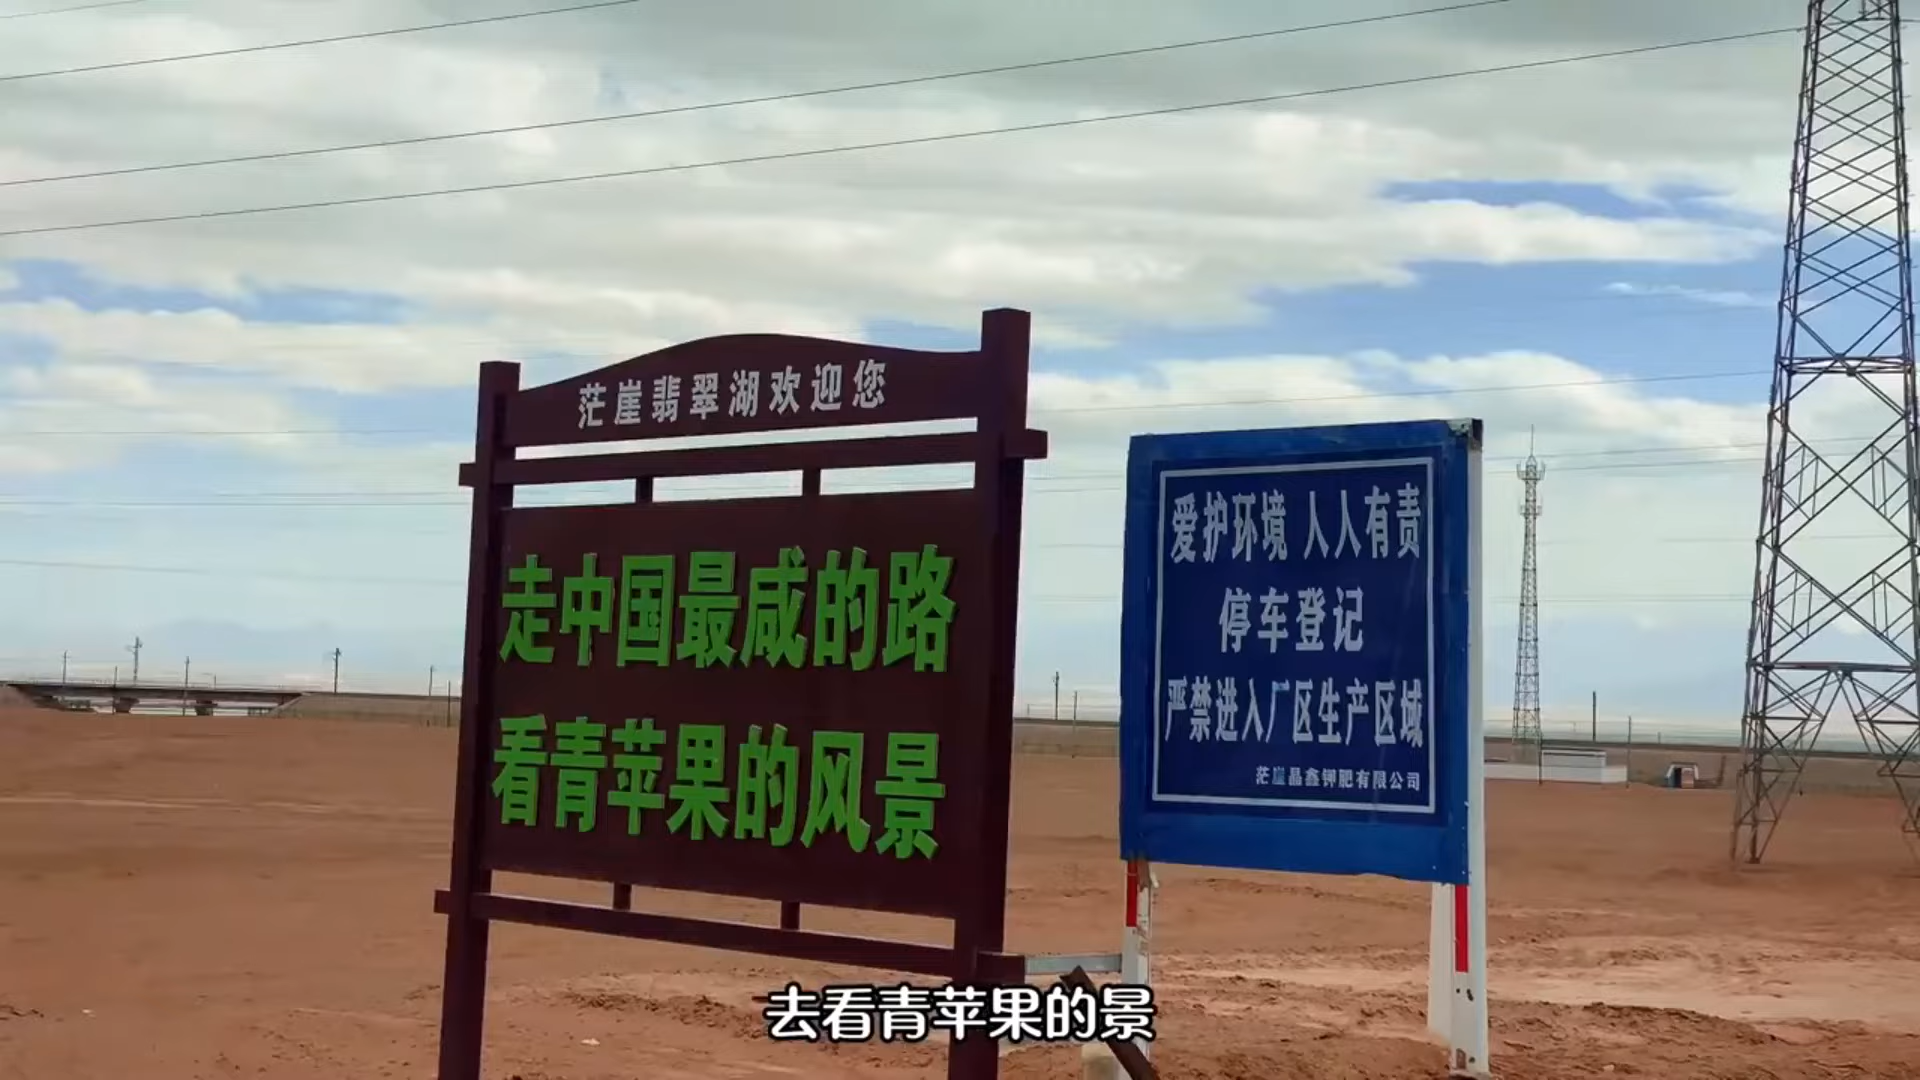 茫崖翡翠湖欢迎您
走中国最咸的路
看青苹果的风景
爱护环境 人人有责
停车登记
严禁进入厂区生产区域
茫崖晶鑫钾肥有限公司
去看青苹果的景